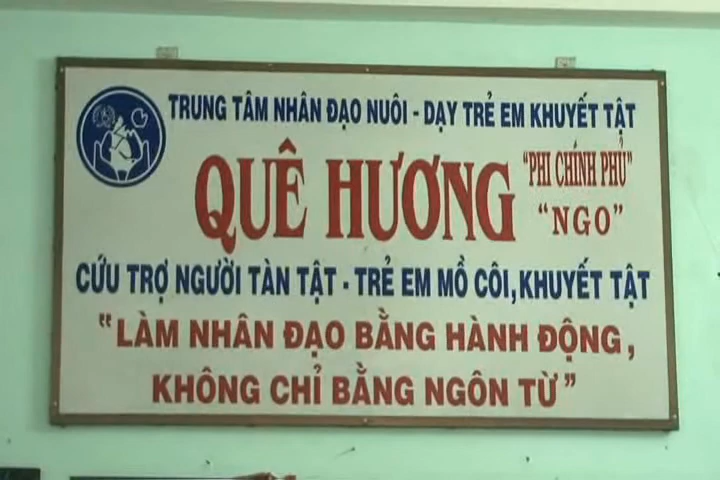 TRUNG TÂM NHÂN ĐẠO NUÔI - DẠY TRẺ EM KHUYẾT TẬT
QUÊ HƯƠNG
"PHI CHÍNH PHỦ"
"NGO"
CỨU TRỢ NGƯỜI TÀN TẬT - TRẺ EM MỒ CÔI, KHUYẾT TẬT
"LÀM NHÂN ĐẠO BẰNG HÀNH ĐỘNG,
KHÔNG CHỈ BẰNG NGÔN TỪ"